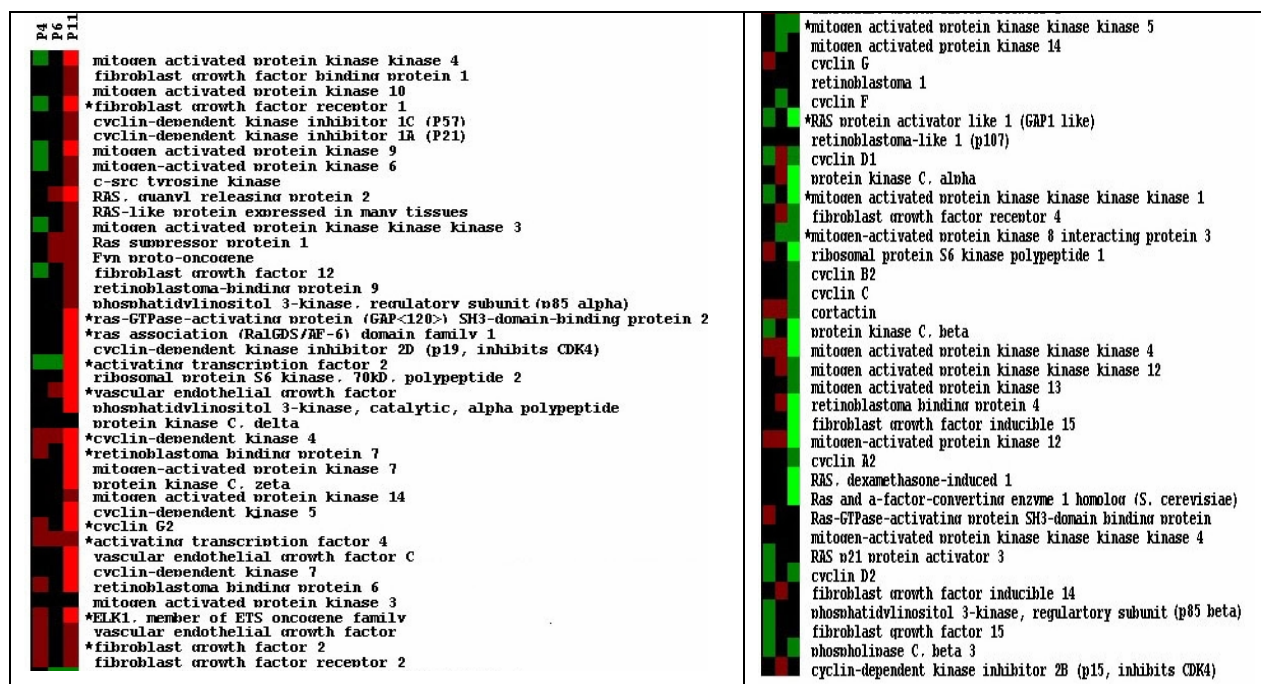 p4 p6 p11
mitogen activated protein kinase kinase 4
fibroblast growth factor binding protein 1
mitogen activated protein kinase 10
*fibroblast growth factor receptor 1
cyclin-dependent kinase inhibitor 1C (P57)
cyclin-dependent kinase inhibitor 1A (P21)
mitogen activated protein kinase 9
mitogen-activated protein kinase 6
c-src tyrosine kinase
RAS, guanyl releasing protein 2
RAS-like protein expressed in many tissues
mitogen activated protein kinase kinase kinase 3
Ras suppressor protein 1
Fyn proto-oncogene
fibroblast growth factor 12
retinoblastoma-binding protein 9
phosphatidylinositol 3-kinase, regulatory subunit (p85 alpha)
*ras-GTPase-activating protein (GAP<120>) SH3-domain-binding protein 2
*ras association (RalGDS/AF-6) domain family 1
cyclin-dependent kinase inhibitor 2D (p19, inhibits CDK4)
*activating transcription factor 2
ribosomal protein S6 kinase, 70kD, polypeptide 2
*vascular endothelial growth factor
phosphatidylinositol 3-kinase, catalytic, alpha polypeptide
protein kinase C, delta
*cyclin-dependent kinase 4
*retinoblastoma binding protein 7
mitogen-activated protein kinase 7
protein kinase C, zeta
mitogen activated protein kinase 14
cyclin-dependent kinase 5
*cyclin G2
*activating transcription factor 4
vascular endothelial growth factor C
cyclin-dependent kinase 7
retinoblastoma binding protein 6
mitogen activated protein kinase 3
*ELK1, member of ETS oncogene family
vascular endothelial growth factor
*fibroblast growth factor 2
fibroblast growth factor receptor 2
*mitogen activated protein kinase kinase kinase 5
mitogen activated protein kinase 14
cyclin G
retinoblastoma 1
cyclin F
*RAS protein activator like 1 (GAP1 like)
retinoblastoma-like 1 (p107)
cyclin D1
protein kinase C, alpha
*mitogen activated protein kinase kinase kinase kinase 1
fibroblast growth factor receptor 4
*mitogen-activated protein kinase 8 interacting protein 3
ribosomal protein S6 kinase polypeptide 1
cyclin B2
cyclin C
cortactin
protein kinase C, beta
mitogen activated protein kinase kinase kinase 4
mitogen activated protein kinase kinase kinase 12
mitogen activated protein kinase 13
retinoblastoma binding protein 4
fibroblast growth factor inducible 15
mitogen-activated protein kinase 12
cyclin A2
RAS, dexamethasone-induced 1
Ras and a-factor-converting enzyme 1 homolog (S. cerevisiae)
Ras-GTPase-activating protein SH3-domain binding protein
mitogen-activated protein kinase kinase kinase kinase 4
RAS p21 protein activator 3
cyclin D2
fibroblast growth factor inducible 14
phosphatidylinositol 3-kinase, regulartory subunit (p85 beta)
fibroblast growth factor 15
phospholipase C, beta 3
cyclin-dependent kinase inhibitor 2B (p15, inhibits CDK4)